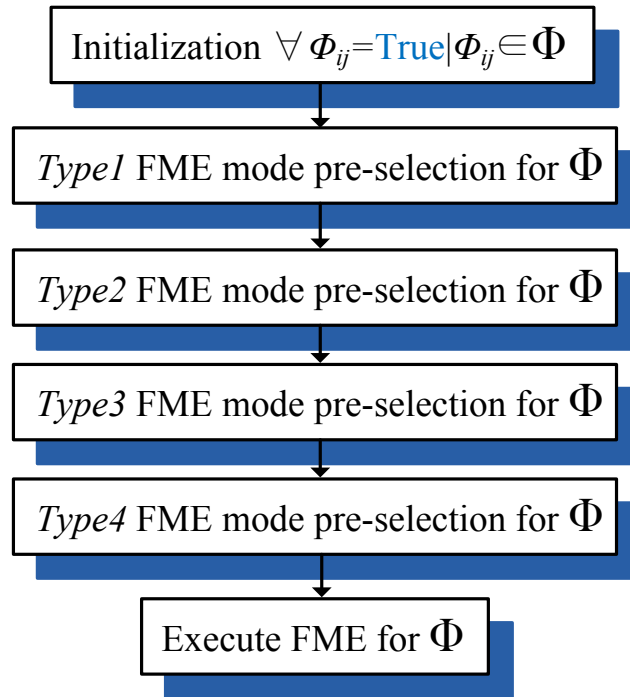 Initialization ∀ Φij=True|Φij∈Φ
Type1 FME mode pre-selection for Φ
Type2 FME mode pre-selection for Φ
Type3 FME mode pre-selection for Φ
Type4 FME mode pre-selection for Φ
Execute FME for Φ